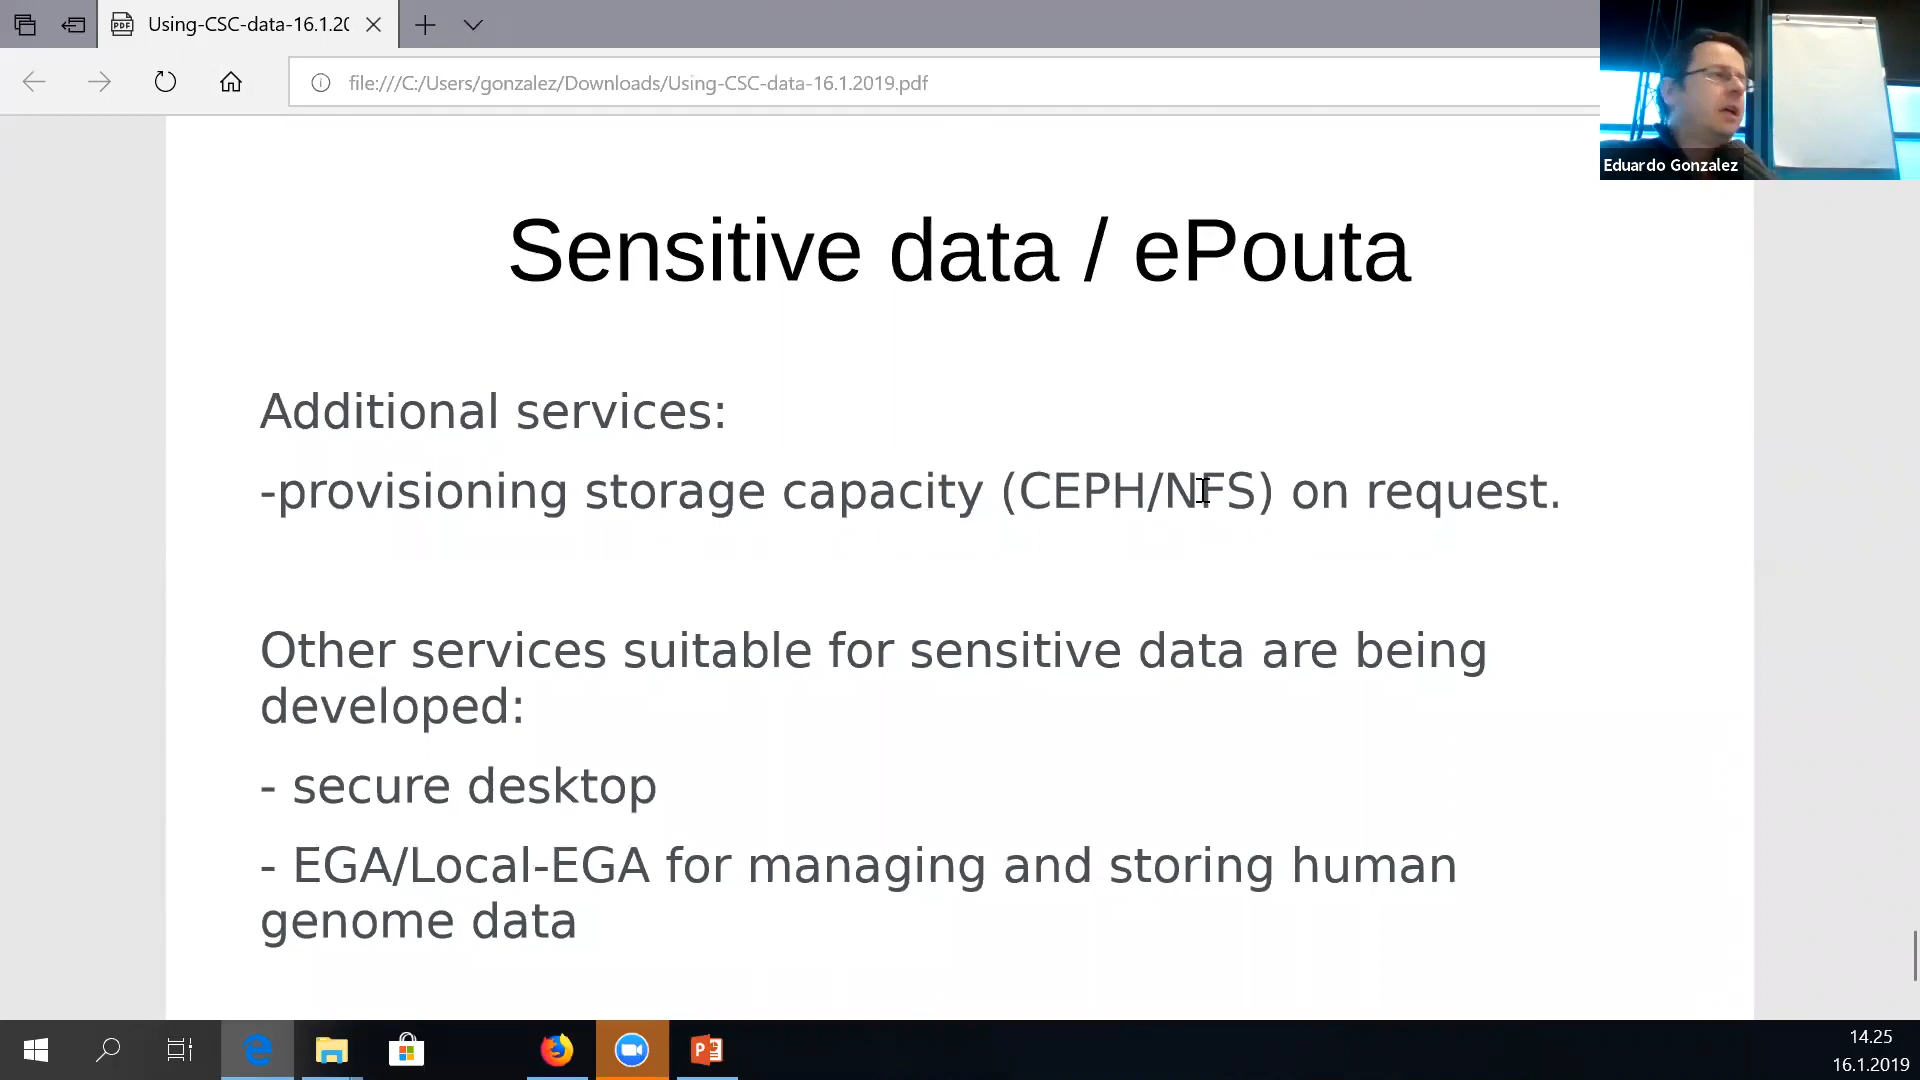 Using-CSC-data-16.1.20
file:///C:/Users/gonzalez/Downloads/Using-CSC-data-16.1.2019.pdf
Eduardo Gonzalez
Sensitive data / ePouta
Additional services:
-provisioning storage capacity (CEPH/NFS) on request.
Other services suitable for sensitive data are being
developed:
- secure desktop
- EGA/Local-EGA for managing and storing human
genome data
14.25
16.1.2019